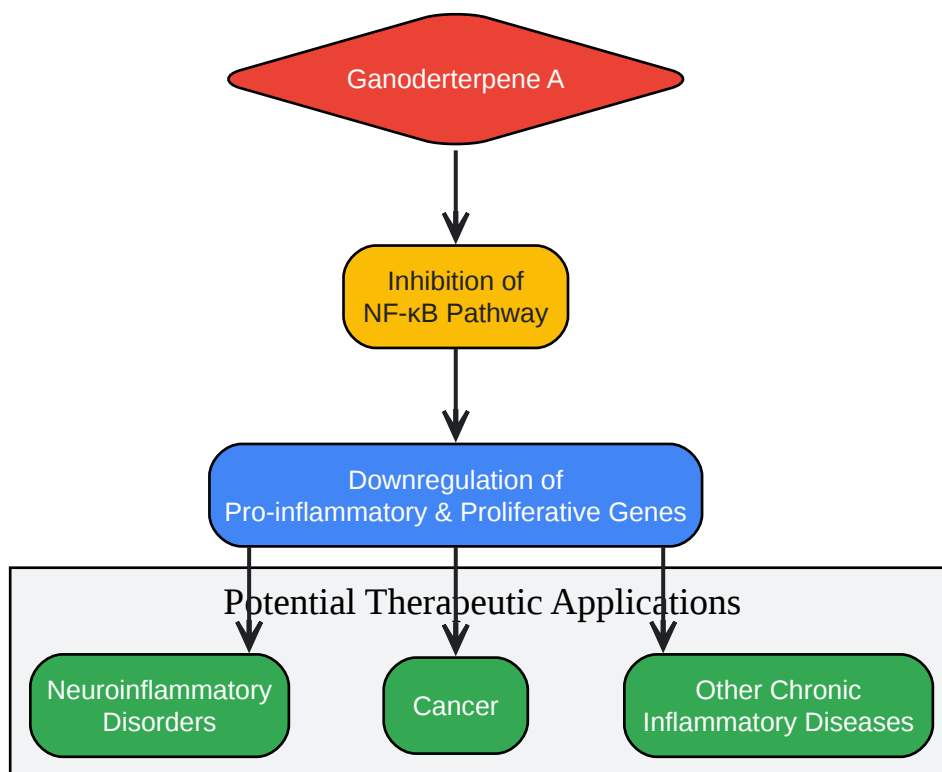 Ganoderterpene A
Inhibition of
NF-κB Pathway
Downregulation of
Pro-inflammatory & Proliferative Genes
Potential Therapeutic Applications
Neuroinflammatory
Disorders
Cancer
Other Chronic
Inflammatory Diseases